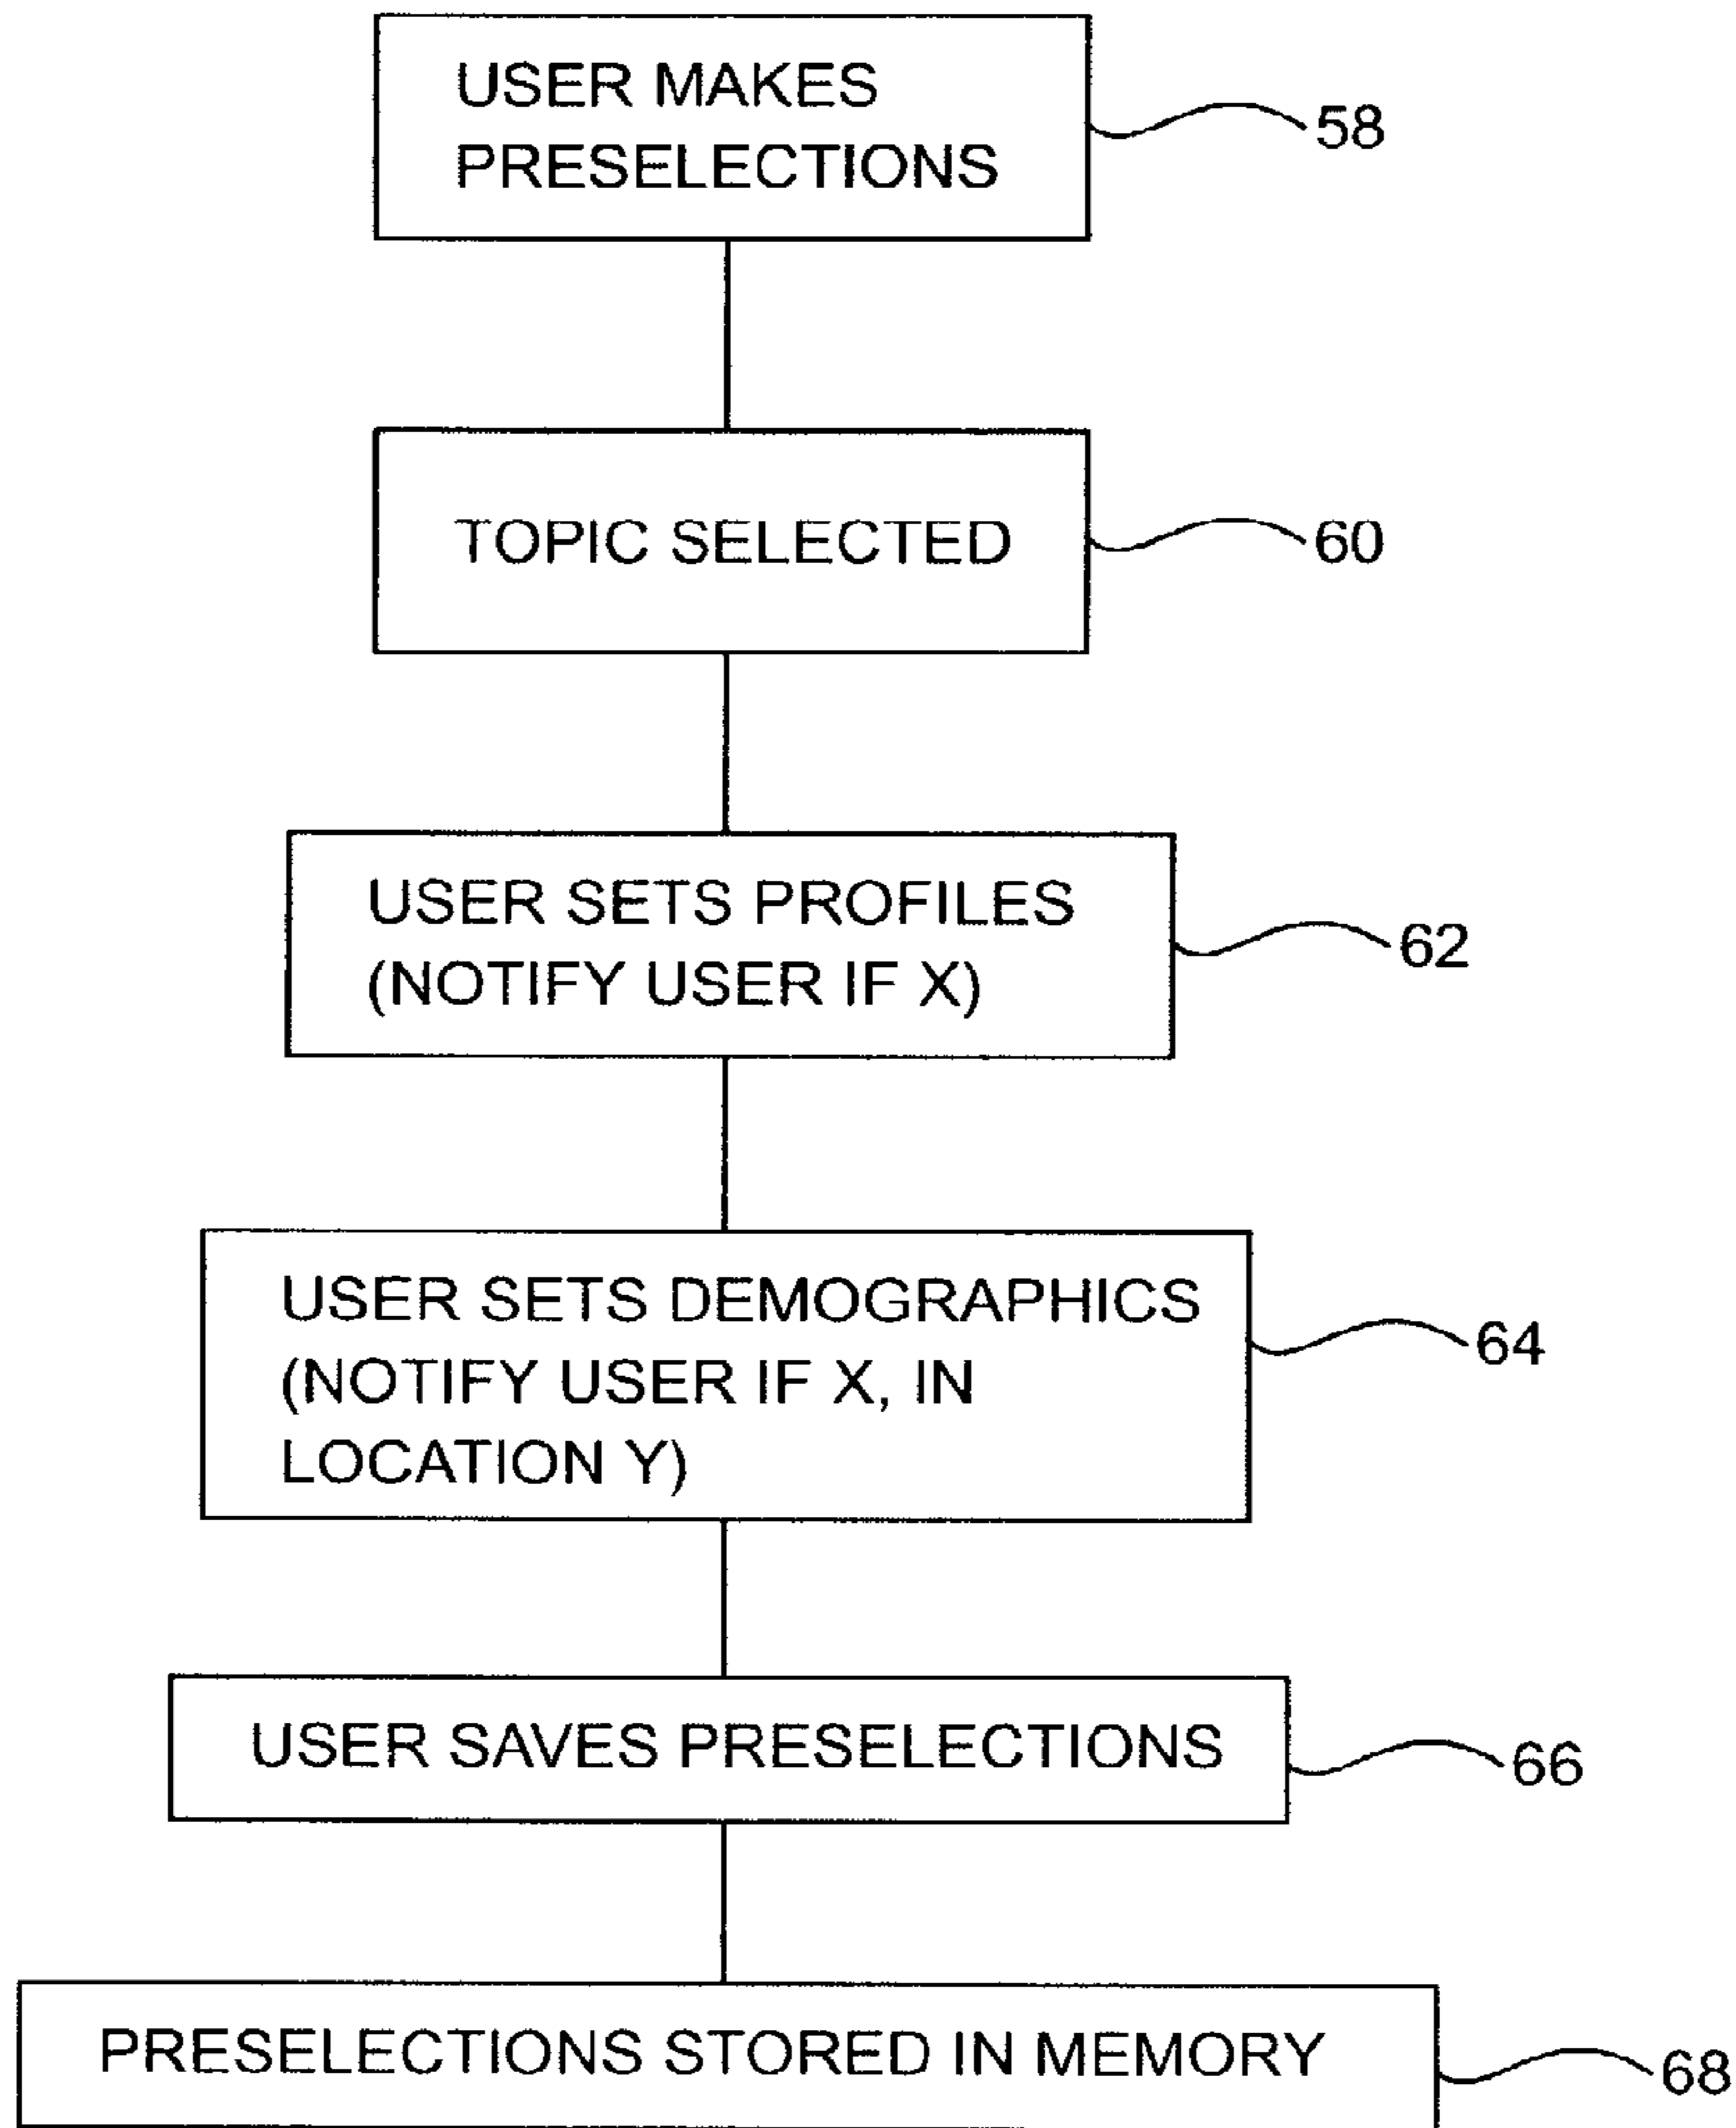 USER MAKES
PRESELECTIONS
58
TOPIC SELECTED
60
USER SETS PROFILES
(NOTIFY USER IF X)
62
USER SETS DEMOGRAPHICS
(NOTIFY USER IF X, IN
LOCATION Y)
64
USER SAVES PRESELECTIONS
66
PRESELECTIONS STORED IN MEMORY
68